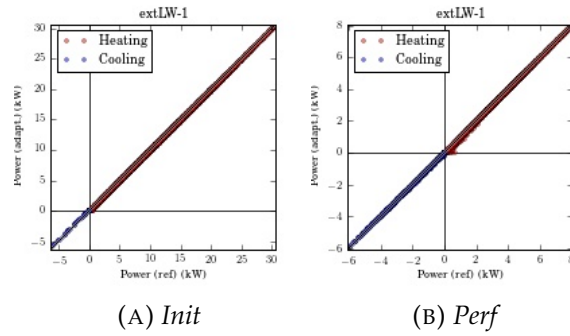 extLW-1
Heating
Cooling
Power (adapt.) (kW)
30
25
20
15
10
5
0
−5
−5 0 5 10 15 20 25 30
Power (ref) (kW)
(A) Init
extLW-1
Heating
Cooling
Power (adapt.) (kW)
8
6
4
2
0
−2
−4
−6
−6 −4 −2 0 2 4 6 8
Power (ref) (kW)
(B) Perf